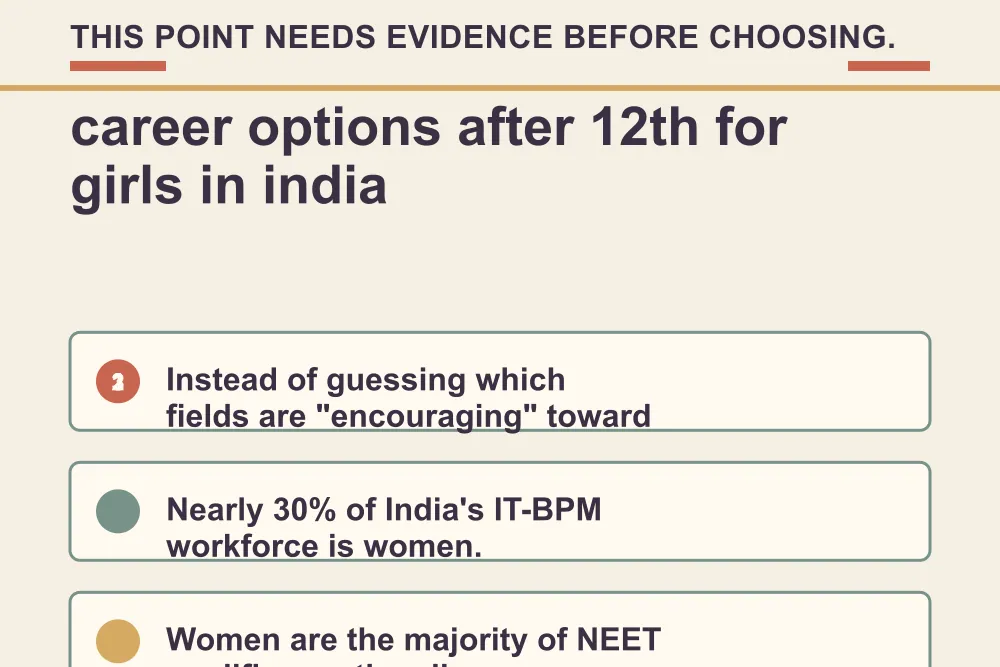 THIS POINT NEEDS EVIDENCE BEFORE CHOOSING.
career options after 12th for
girls in india
Instead of guessing which
fields are "encouraging" toward
Nearly 30% of India's IT-BPM
workforce is women.
Women are the majority of NEET